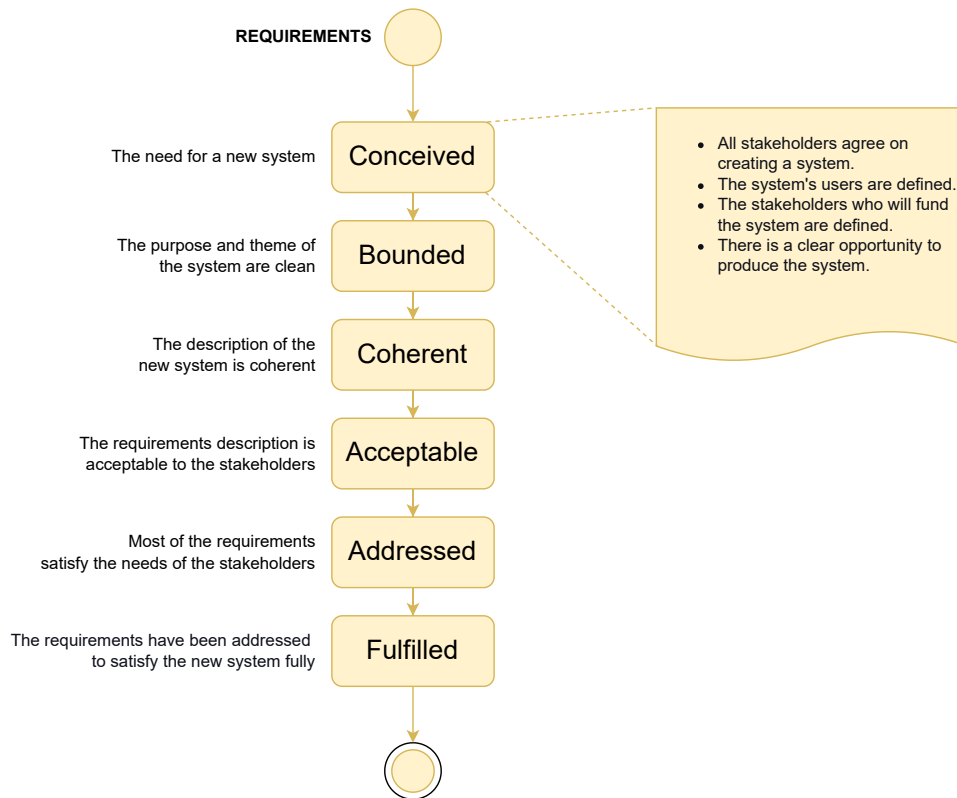 REQUIREMENTS
The need for a new system
Conceived
• All stakeholders agree on
creating a system.
• The system's users are defined.
• The stakeholders who will fund
the system are defined.
• There is a clear opportunity to
produce the system.
The purpose and theme of
the system are clean
Bounded
The description of the
new system is coherent
Coherent
The requirements description is
acceptable to the stakeholders
Acceptable
Most of the requirements
satisfy the needs of the stakeholders
Addressed
The requirements have been addressed
to satisfy the new system fully
Fulfilled